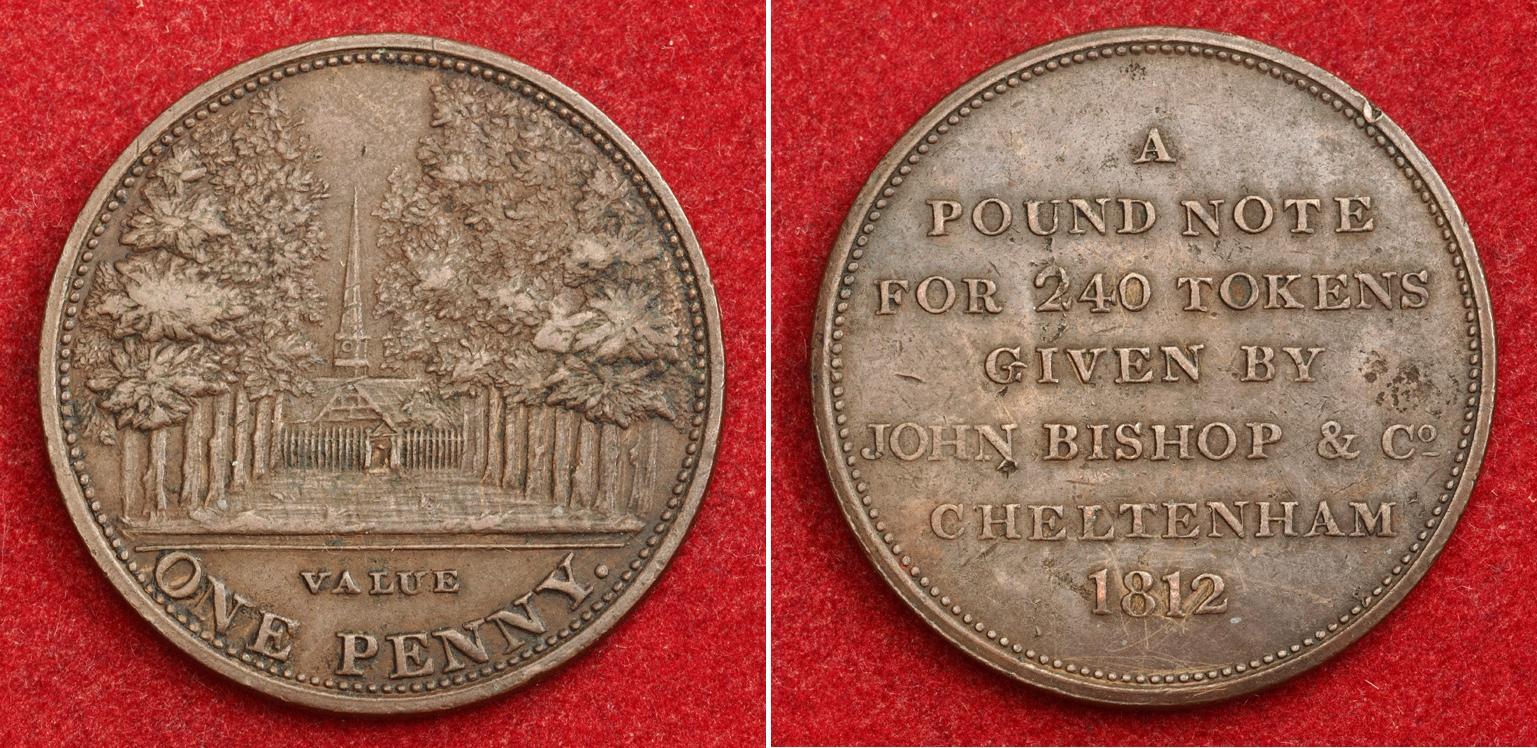 VALUE
ONE PENNY.
A
POUND NOTE
FOR 240 TOKENS
GIVEN BY
JOHN BISHOP & Cº
CHELTENHAM
1812